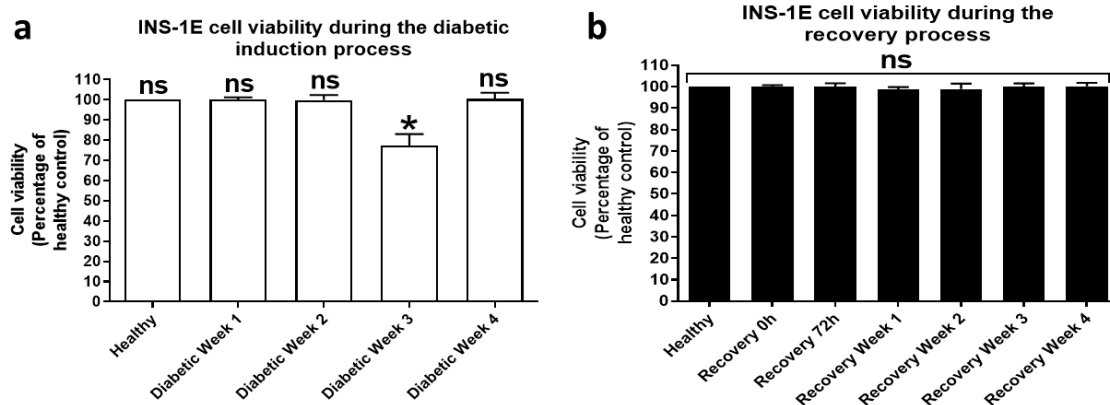 a
INS-1E cell viability during the diabetic
induction process
Cell viability
(Percentage of
healthy control)
110
100
90
80
70
60
50
40
30
20
10
0
ns
ns
ns
*
ns
Healthy
Diabetic Week 1
Diabetic Week 2
Diabetic Week 3
Diabetic Week 4
b
INS-1E cell viability during the
recovery process
ns
Cell viability
(Percentage of
healthy control)
110
100
90
80
70
60
50
40
30
20
10
0
Healthy
Recovery 0h
Recovery 72h
Recovery Week 1
Recovery Week 2
Recovery Week 3
Recovery Week 4